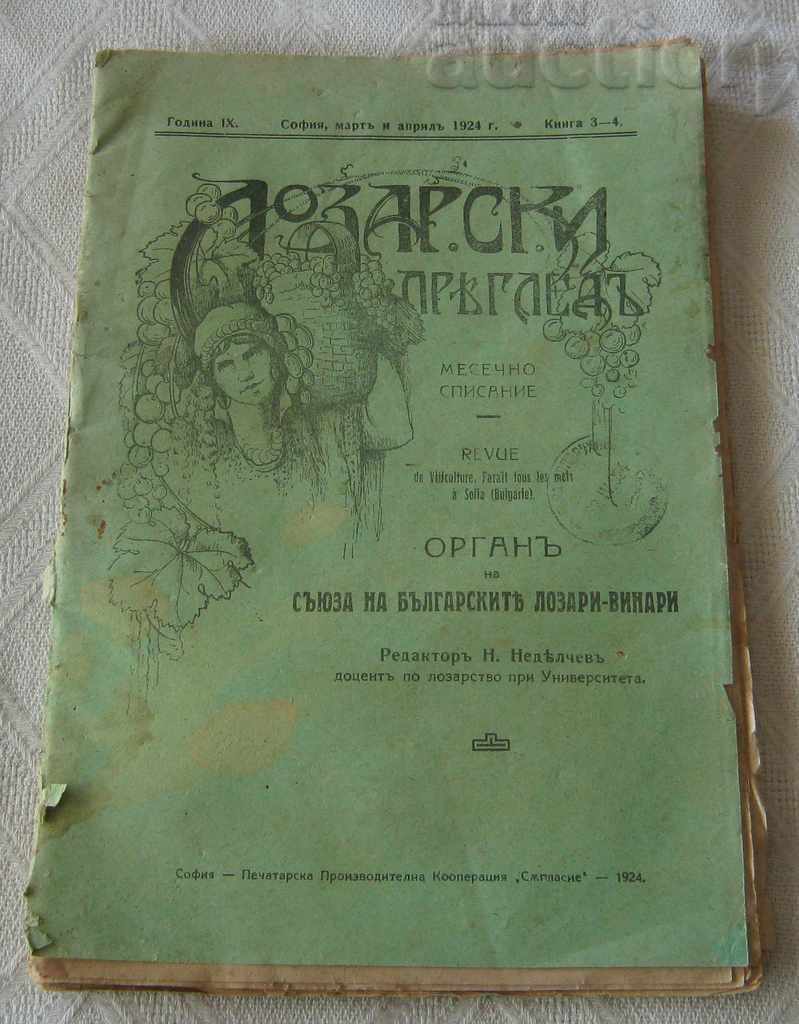 auction
Година IX. София, мартъ и априлъ 1924 г. Книга 3—4.
ЛОЗАРСКИ
ПРѢГЛЕДЪ
МЕСЕЧНО
СПИСАНИЕ
REVUE
de Viticulture. Paraît tous les mois
à Sofia (Bulgarie).
ОРГАНЪ
на
СЪЮЗА НА БЪЛГАРСКИТѢ ЛОЗАРИ-ВИНАРИ
Редакторъ Н. Недѣлчевъ
доцентъ по лозарство при Университета.
София — Печатарска Производителна Кооперация „Съгласие“ — 1924.